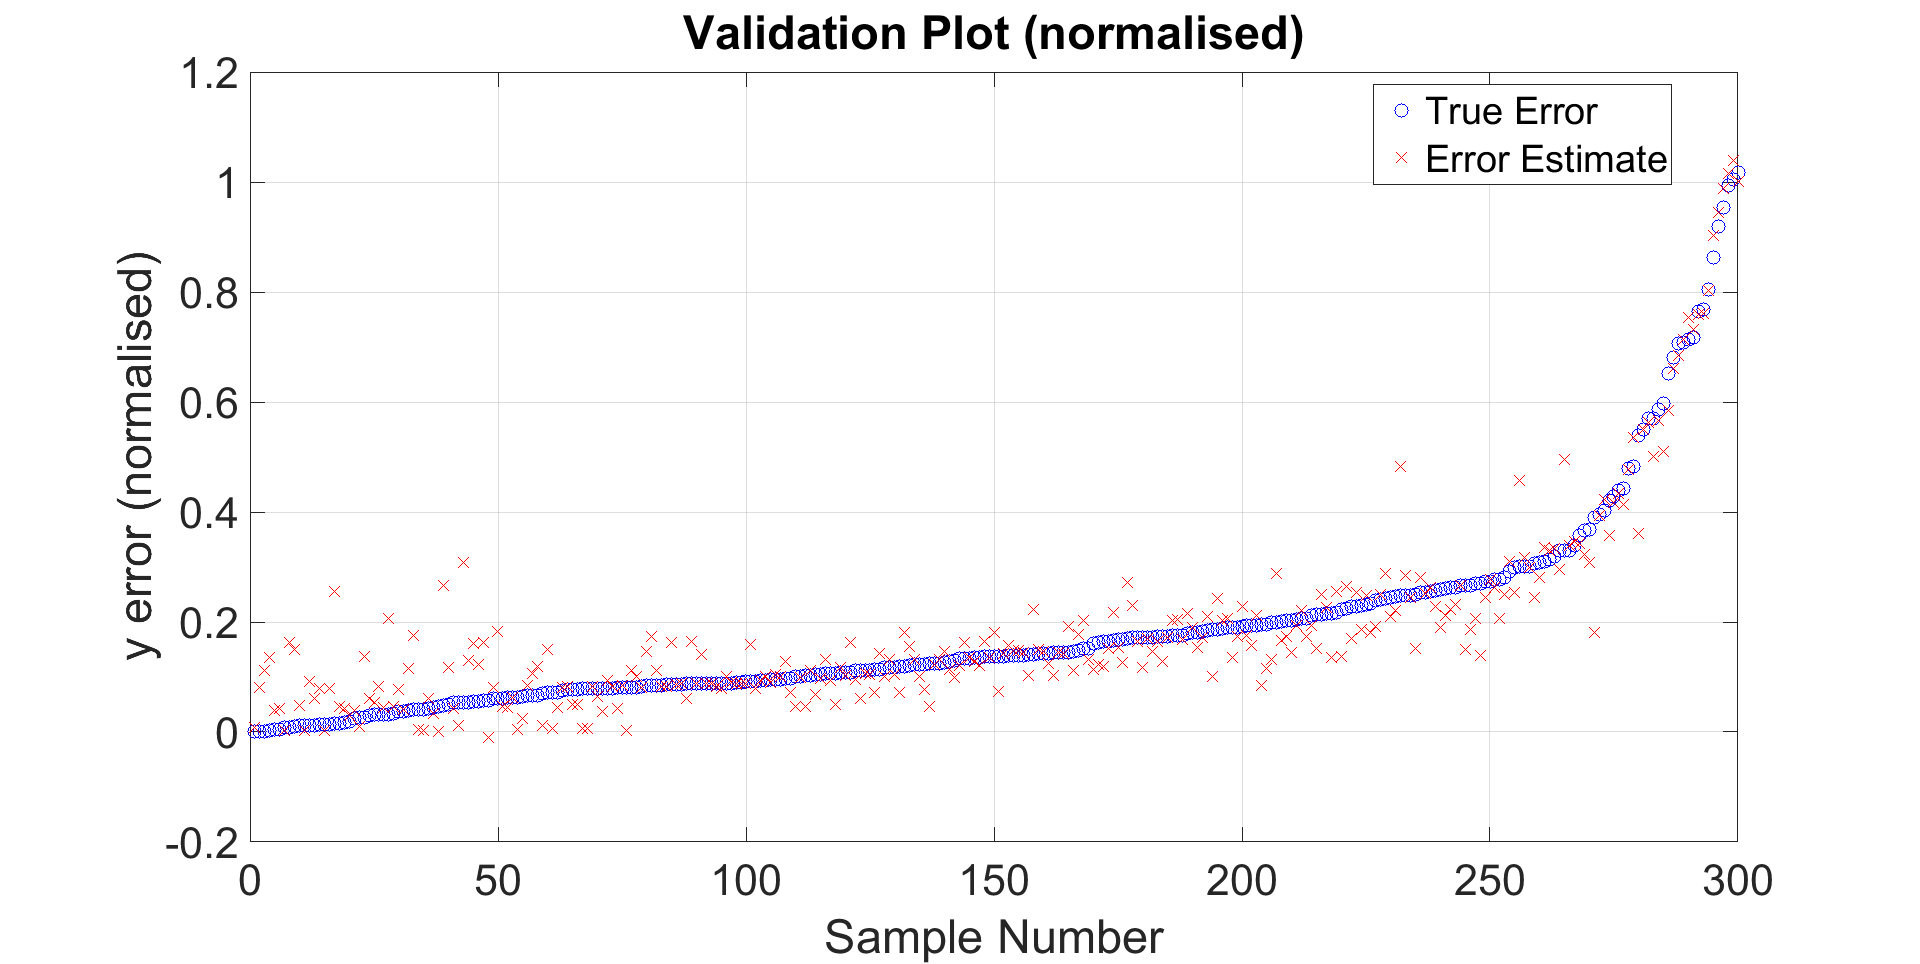 Validation Plot (normalised)
1.2
1
0.8
0.6
0.4
0.2
0
-0.2
y error (normalised)
True Error
Error Estimate
0 50 100 150 200 250 300
Sample Number